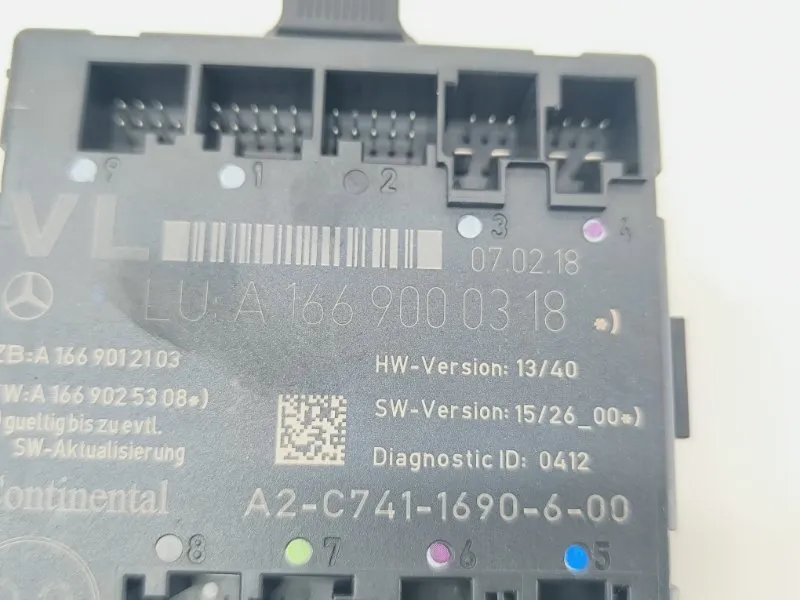 9 1 2 3 4
VL
07.02.18
LU: A 166 900 03 18 *)
ZB:A 166 901 21 03
HW-Version: 13/40
W:A 166 902 53 08*)
SW-Version: 15/26_00*)
gueltig bis zu evtl.
SW-Aktualisierung
Diagnostic ID: 0412
Continental
A2-C741-1690-6-00
8 7 6 5